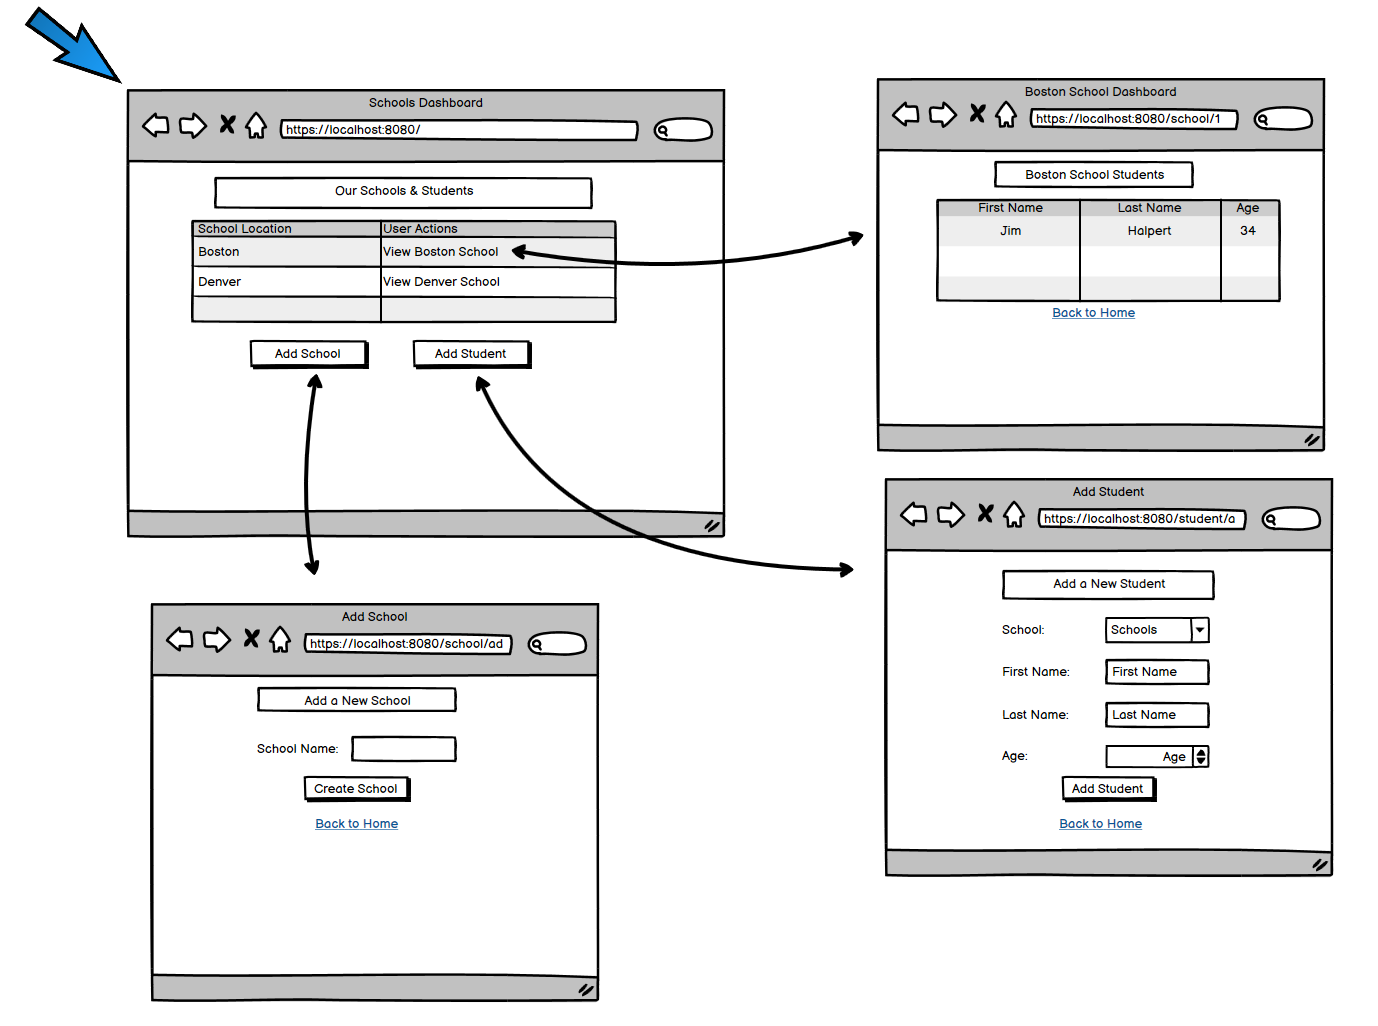 Schools Dashboard
https://localhost:8080/
Our Schools & Students
School Location User Actions
Boston View Boston School
Denver View Denver School
Add School Add Student
Boston School Dashboard
https://localhost:8080/school/1
Boston School Students
First Name Last Name Age
Jim Halpert 34
Back to Home
Add School
https://localhost:8080/school/ad
Add a New School
School Name:
Create School
Back to Home
Add Student
https://localhost:8080/student/a
Add a New Student
School: Schools
First Name: First Name
Last Name: Last Name
Age: Age
Add Student
Back to Home